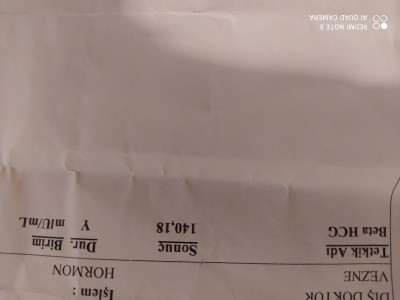 DIŞ DOKTOR İşlem :
VEZNE HORMON
Tetkik Adı Sonuç Dur. Birim
Beta HCG 140,18 Y mIU/mL
REDMI NOTE 8
AI QUAD CAMERA